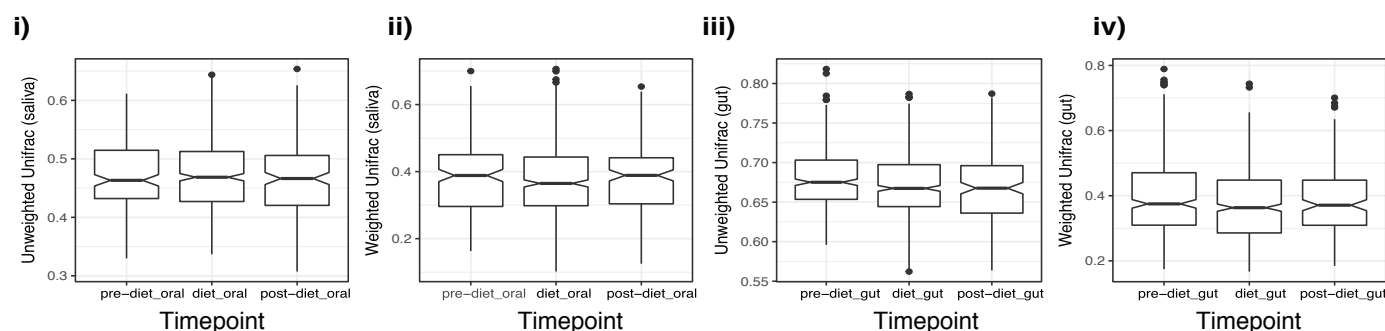 i)
Unweighted Unifrac (saliva)
0.6
0.5
0.4
0.3
pre-diet_oral diet_oral post-diet_oral
Timepoint
ii)
Weighted Unifrac (saliva)
0.6
0.4
0.2
pre-diet_oral diet_oral post-diet_oral
Timepoint
iii)
Unweighted Unifrac (gut)
0.80
0.75
0.70
0.65
0.60
0.55
pre-diet_gut diet_gut post-diet_gut
Timepoint
iv)
Weighted Unifrac (gut)
0.8
0.6
0.4
0.2
pre-diet_gut diet_gut post-diet_gut
Timepoint